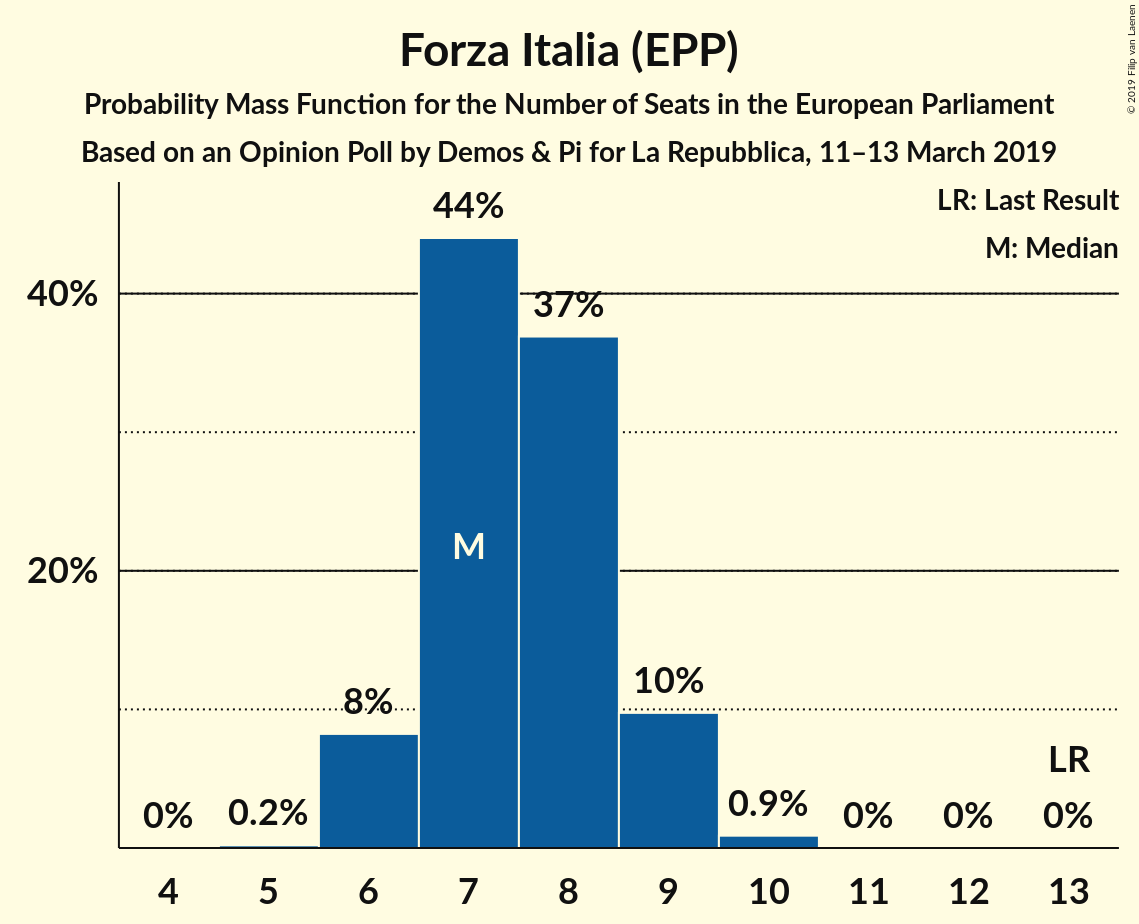 Forza Italia (EPP)
Probability Mass Function for the Number of Seats in the European Parliament
Based on an Opinion Poll by Demos & Pi for La Repubblica, 11–13 March 2019
© 2019 Filip van Laenen
LR: Last Result
M: Median
44%
40%
37%
M
20%
10%
8%
LR
0%
0.2%
0.9%
0%
0%
0%
4
5
6
7
8
9
10
11
12
13